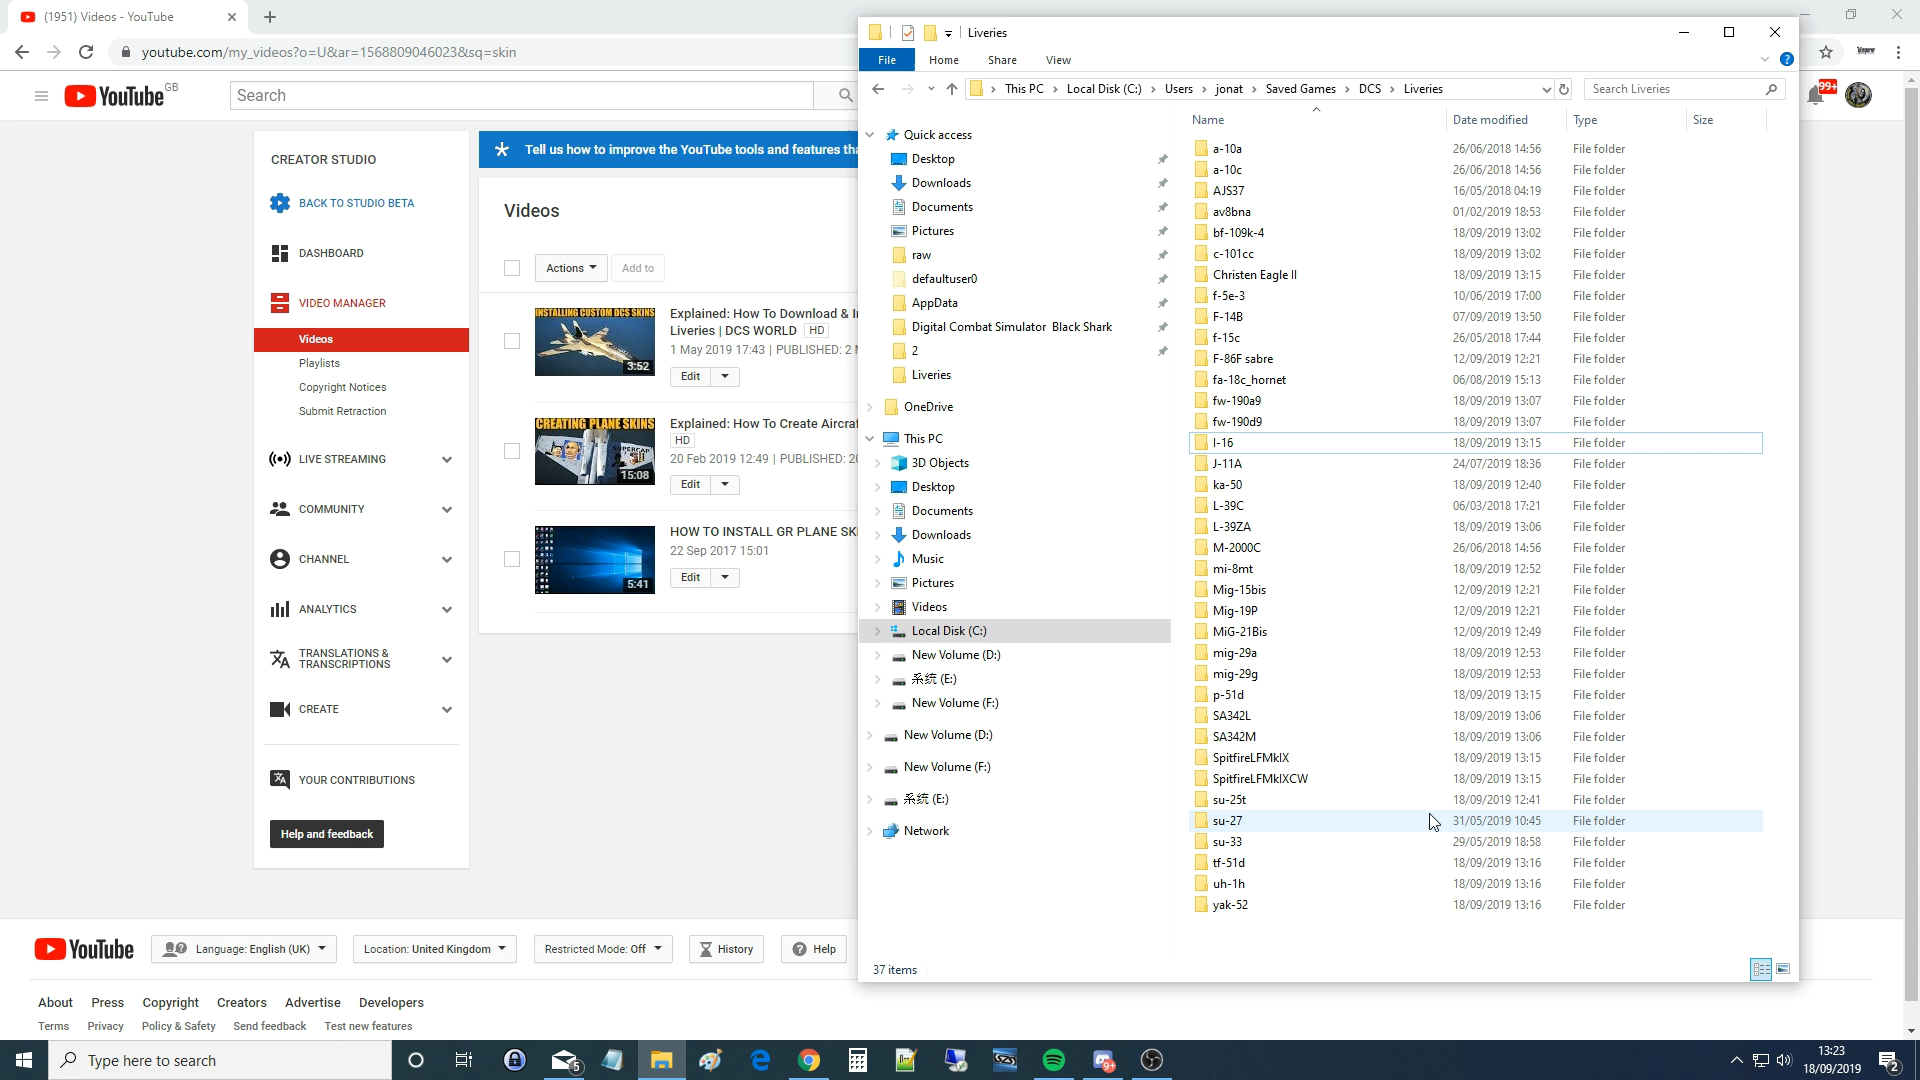 (1951) Videos - YouTube
youtube.com/my_videos?o=U&ar=1568809046023&sq=skin
YouTube GB
Search
99+
CREATOR STUDIO
BACK TO STUDIO BETA
DASHBOARD
VIDEO MANAGER
Videos
Playlists
Copyright Notices
Submit Retraction
LIVE STREAMING
COMMUNITY
CHANNEL
ANALYTICS
TRANSLATIONS &
TRANSCRIPTIONS
CREATE
YOUR CONTRIBUTIONS
Help and feedback
Tell us how to improve the YouTube tools and features tha
Videos
Actions
Add to
INSTALLING CUSTOM DCS SKINS
3:52
Explained: How To Download & I
Liveries | DCS WORLD HD
1 May 2019 17:43 | PUBLISHED: 2
Edit
CREATING PLANE SKINS
SUPERCAP
15:08
Explained: How To Create Aircraf
HD
20 Feb 2019 12:49 | PUBLISHED: 2
Edit
5:41
HOW TO INSTALL GR PLANE SK
22 Sep 2017 15:01
Edit
YouTube
Language: English (UK)
Location: United Kingdom
Restricted Mode: Off
History
Help
About Press Copyright Creators Advertise Developers
Terms Privacy Policy & Safety Send feedback Test new features
Liveries
File Home Share View
This PC > Local Disk (C:) > Users > jonat > Saved Games > DCS > Liveries
Search Liveries
Quick access
Desktop
Downloads
Documents
Pictures
raw
defaultuser0
AppData
Digital Combat Simulator Black Shark
2
Liveries
OneDrive
This PC
3D Objects
Desktop
Documents
Downloads
Music
Pictures
Videos
Local Disk (C:)
New Volume (D:)
系统 (E:)
New Volume (F:)
New Volume (D:)
New Volume (F:)
系统 (E:)
Network
Name Date modified Type Size
a-10a 26/06/2018 14:56 File folder
a-10c 26/06/2018 14:56 File folder
AJS37 16/05/2018 04:19 File folder
av8bna 01/02/2019 18:53 File folder
bf-109k-4 18/09/2019 13:02 File folder
c-101cc 18/09/2019 13:02 File folder
Christen Eagle II 18/09/2019 13:15 File folder
f-5e-3 10/06/2019 17:00 File folder
F-14B 07/09/2019 13:50 File folder
f-15c 26/05/2018 17:44 File folder
F-86F sabre 12/09/2019 12:21 File folder
fa-18c_hornet 06/08/2019 15:13 File folder
fw-190a9 18/09/2019 13:07 File folder
fw-190d9 18/09/2019 13:07 File folder
I-16 18/09/2019 13:15 File folder
J-11A 24/07/2019 18:36 File folder
ka-50 18/09/2019 12:40 File folder
L-39C 06/03/2018 17:21 File folder
L-39ZA 18/09/2019 13:06 File folder
M-2000C 26/06/2018 14:56 File folder
mi-8mt 18/09/2019 12:52 File folder
Mig-15bis 12/09/2019 12:21 File folder
Mig-19P 12/09/2019 12:21 File folder
MiG-21Bis 12/09/2019 12:49 File folder
mig-29a 18/09/2019 12:53 File folder
mig-29g 18/09/2019 12:53 File folder
p-51d 18/09/2019 13:15 File folder
SA342L 18/09/2019 13:06 File folder
SA342M 18/09/2019 13:06 File folder
SpitfireLFMkIX 18/09/2019 13:15 File folder
SpitfireLFMkIXCW 18/09/2019 13:15 File folder
su-25t 18/09/2019 12:41 File folder
su-27 31/05/2019 10:45 File folder
su-33 29/05/2019 18:58 File folder
tf-51d 18/09/2019 13:16 File folder
uh-1h 18/09/2019 13:16 File folder
yak-52 18/09/2019 13:16 File folder
37 items
Type here to search
5
13:23
18/09/2019
2